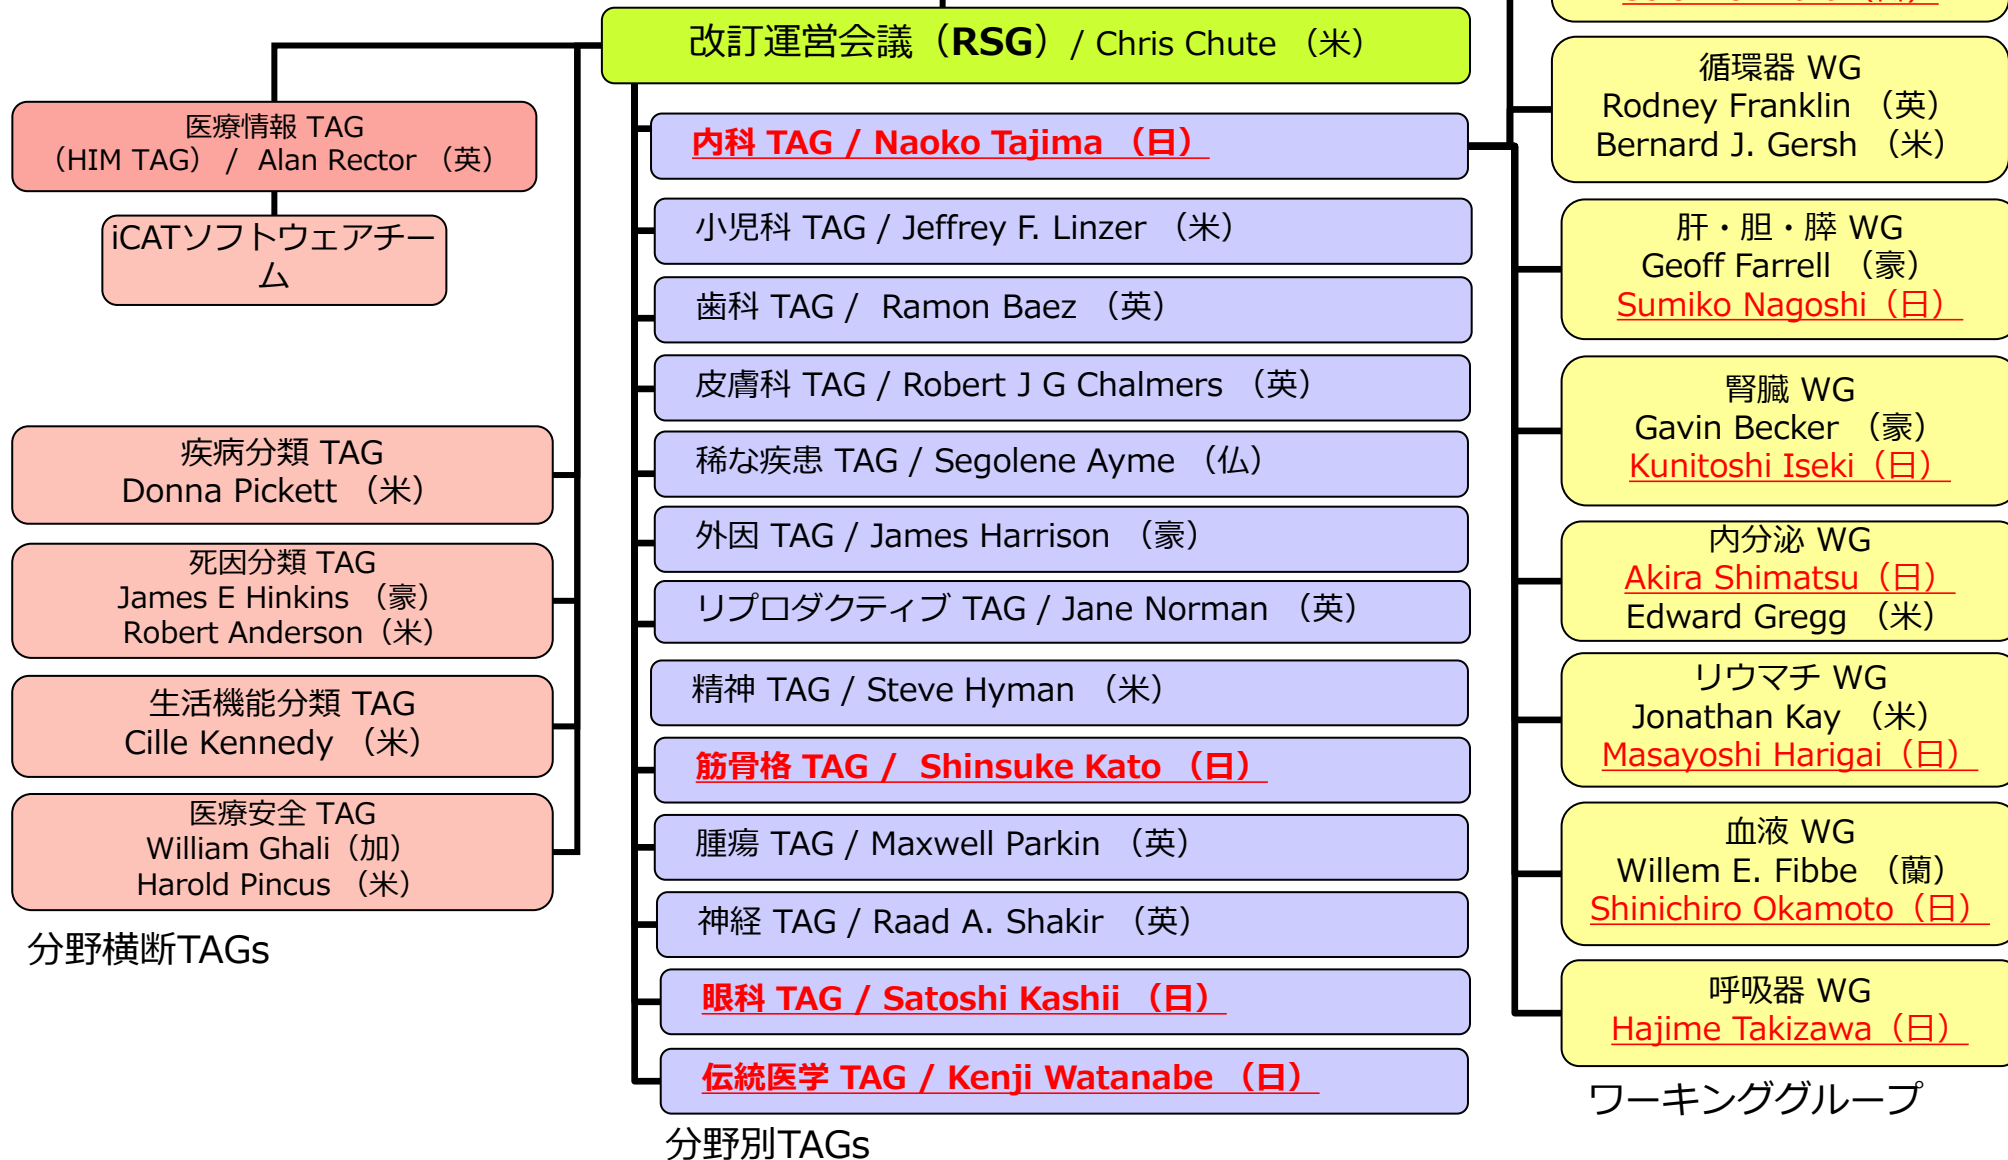 改訂運営会議（RSG）/ Chris Chute （米）
医療情報 TAG
（HIM TAG） / Alan Rector （英）
iCATソフトウェアチー
ム
疾病分類 TAG
Donna Pickett （米）
死因分類 TAG
James E Hinkins （豪）
Robert Anderson（米）
生活機能分類 TAG
Cille Kennedy （米）
医療安全 TAG
William Ghali（加）
Harold Pincus （米）
分野横断TAGs
内科 TAG / Naoko Tajima （日）
小児科 TAG / Jeffrey F. Linzer （米）
歯科 TAG / Ramon Baez （英）
皮膚科 TAG / Robert J G Chalmers （英）
稀な疾患 TAG / Segolene Ayme （仏）
外因 TAG / James Harrison （豪）
リプロダクティブ TAG / Jane Norman （英）
精神 TAG / Steve Hyman （米）
筋骨格 TAG / Shinsuke Kato （日）
腫瘍 TAG / Maxwell Parkin （英）
神経 TAG / Raad A. Shakir （英）
眼科 TAG / Satoshi Kashii （日）
伝統医学 TAG / Kenji Watanabe （日）
分野別TAGs
循環器 WG
Rodney Franklin （英）
Bernard J. Gersh （米）
肝・胆・膵 WG
Geoff Farrell （豪）
Sumiko Nagoshi（日）
腎臓 WG
Gavin Becker （豪）
Kunitoshi Iseki（日）
内分泌 WG
Akira Shimatsu（日）
Edward Gregg （米）
リウマチ WG
Jonathan Kay （米）
Masayoshi Harigai（日）
血液 WG
Willem E. Fibbe （蘭）
Shinichiro Okamoto（日）
呼吸器 WG
Hajime Takizawa（日）
ワーキンググループ